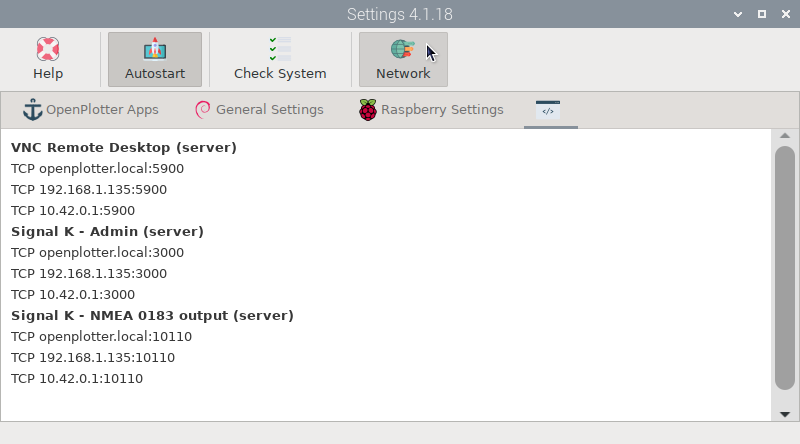 Settings 4.1.18
Help
Autostart
Check System
Network
OpenPlotter Apps
General Settings
Raspberry Settings
</>
VNC Remote Desktop (server)
TCP openplotter.local:5900
TCP 192.168.1.135:5900
TCP 10.42.0.1:5900
Signal K - Admin (server)
TCP openplotter.local:3000
TCP 192.168.1.135:3000
TCP 10.42.0.1:3000
Signal K - NMEA 0183 output (server)
TCP openplotter.local:10110
TCP 192.168.1.135:10110
TCP 10.42.0.1:10110